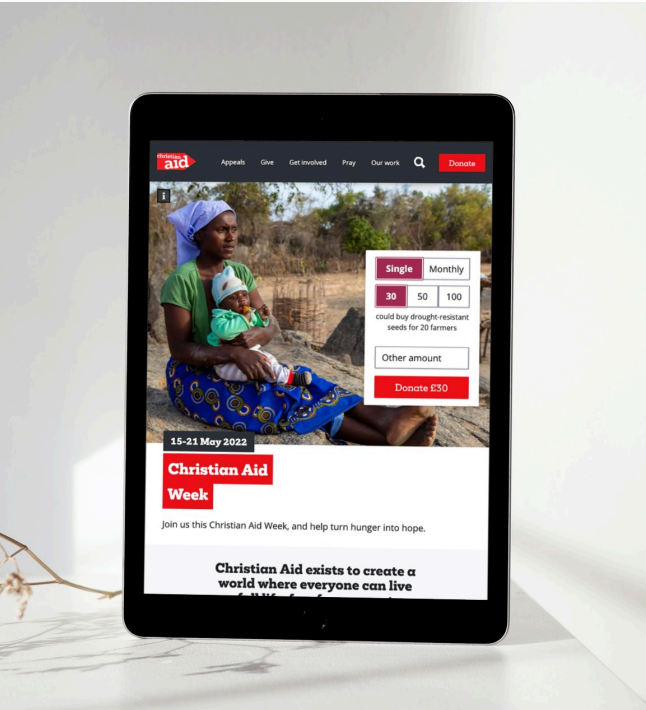 christian
aid
Appeals Give Get involved Pray Our work Donate
i
Single Monthly
30 50 100
could buy drought-resistant
seeds for 20 farmers
Other amount
Donate £30
15-21 May 2022
Christian Aid
Week
Join us this Christian Aid Week, and help turn hunger into hope.
Christian Aid exists to create a
world where everyone can live